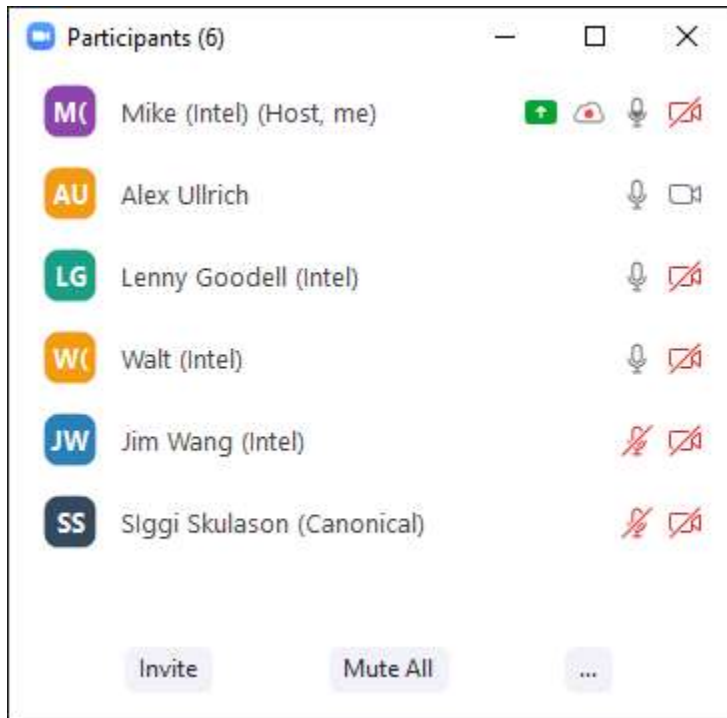 Participants (6)
M( Mike (Intel) (Host, me)
AU Alex Ullrich
LG Lenny Goodell (Intel)
W( Walt (Intel)
JW Jim Wang (Intel)
SS SIggi Skulason (Canonical)
Invite Mute All ...